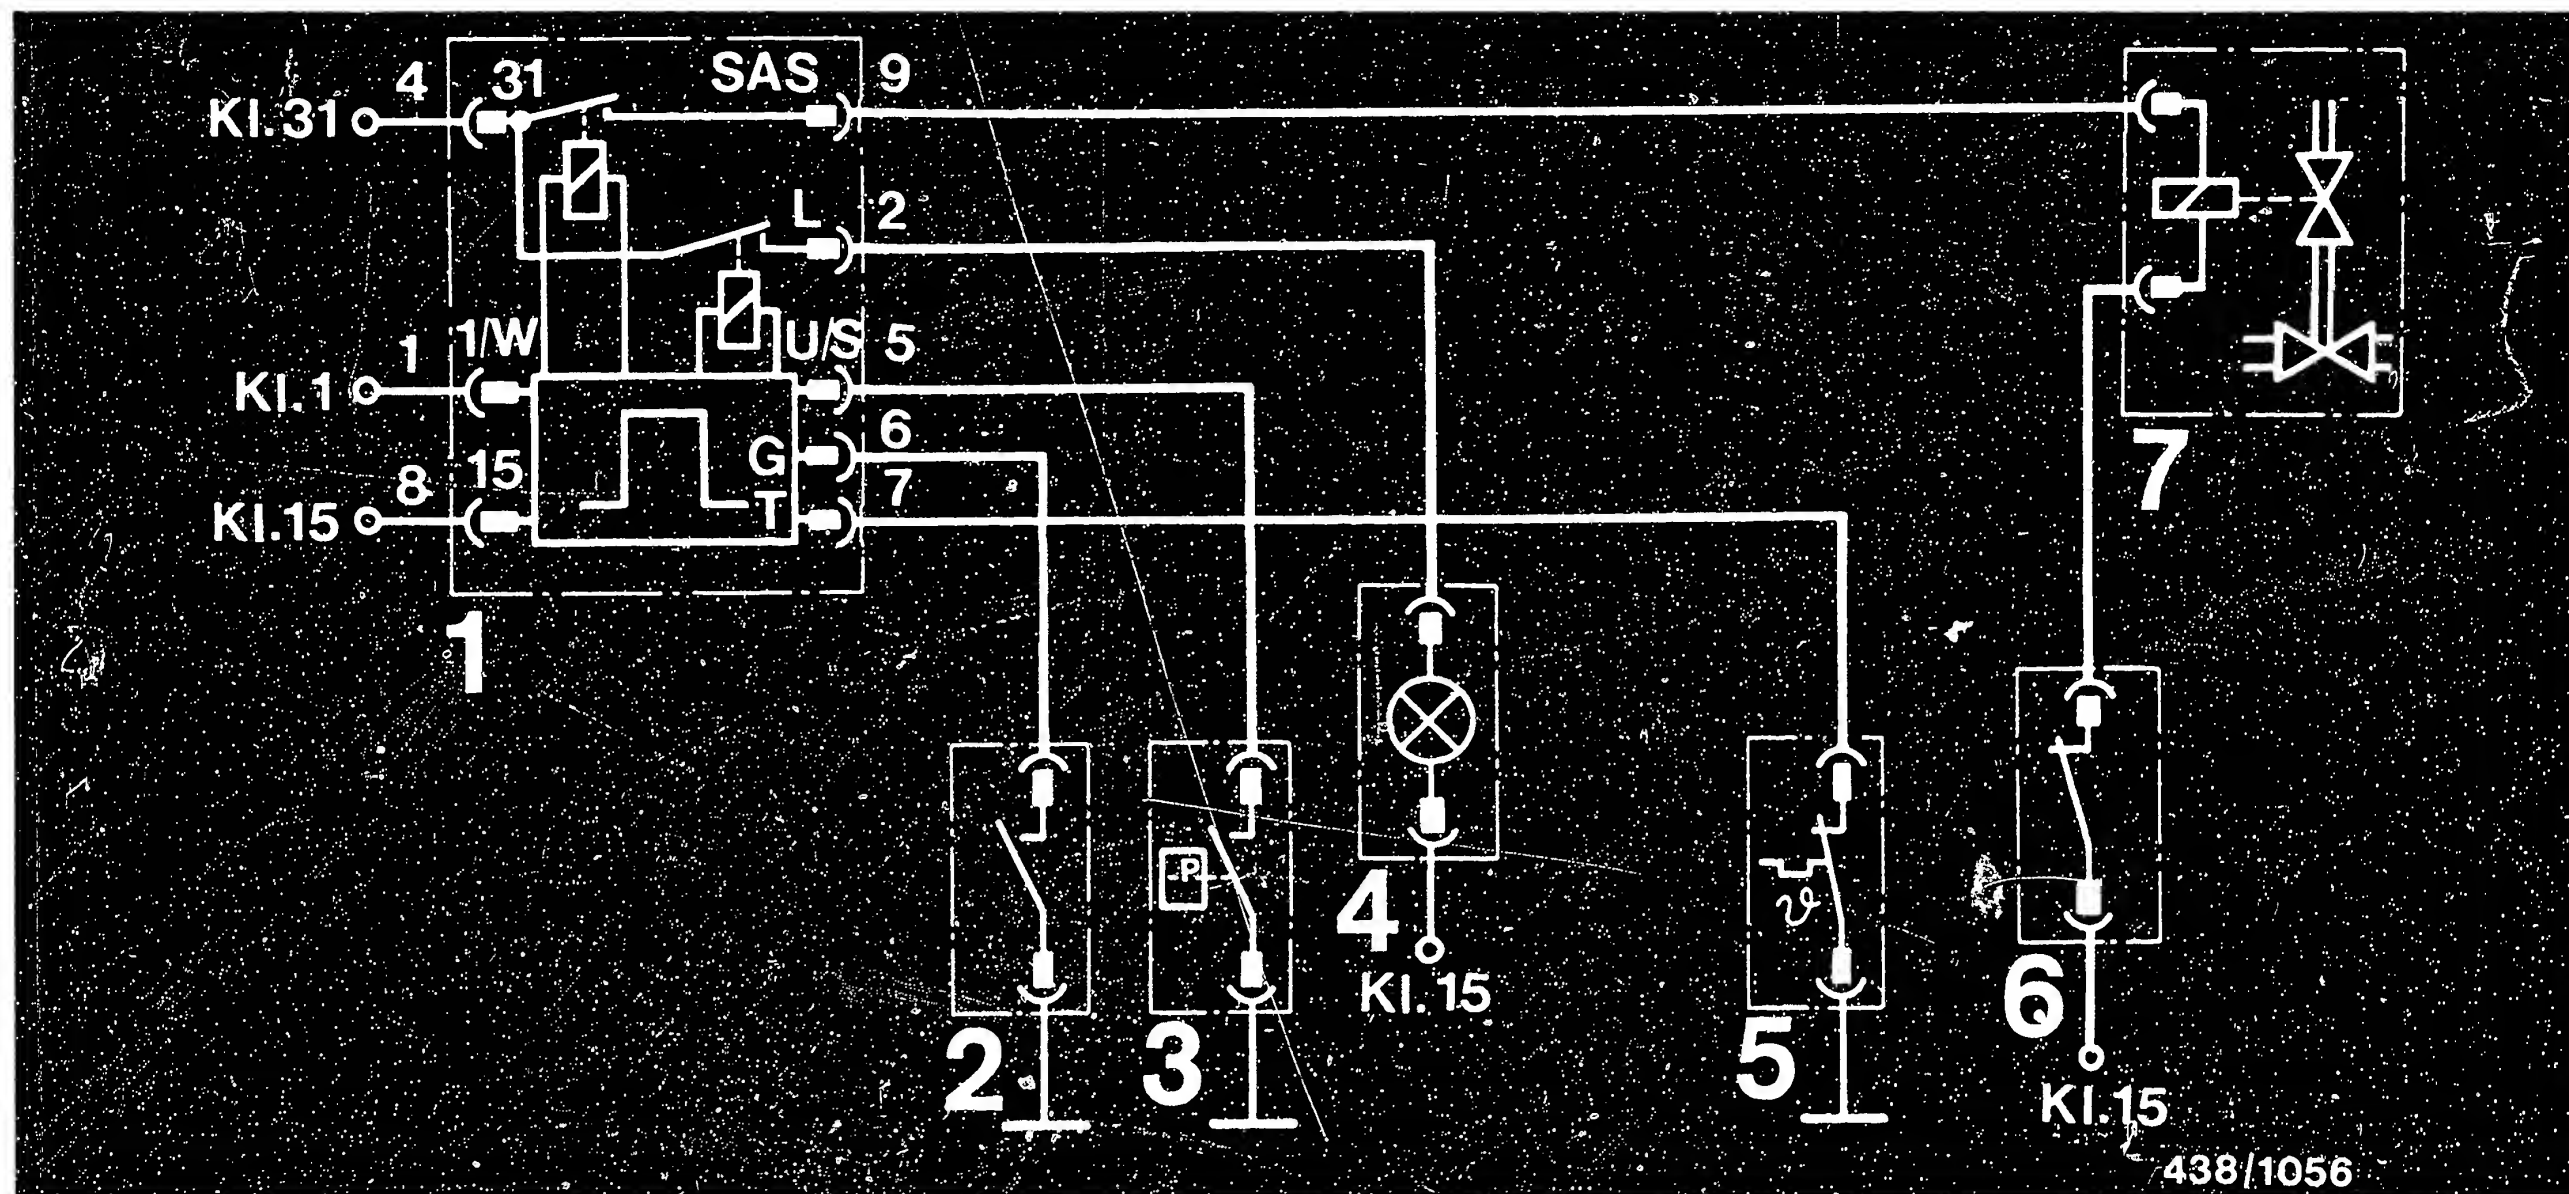 4 31 SAS 9
Kl.31
L 2
1 1/W U/S 5
Kl.1
G 6
8 15 7
Kl.15 T
7
1
P
4
Kl.15
ϑ
2 3 5 6
Kl.15
438/1056